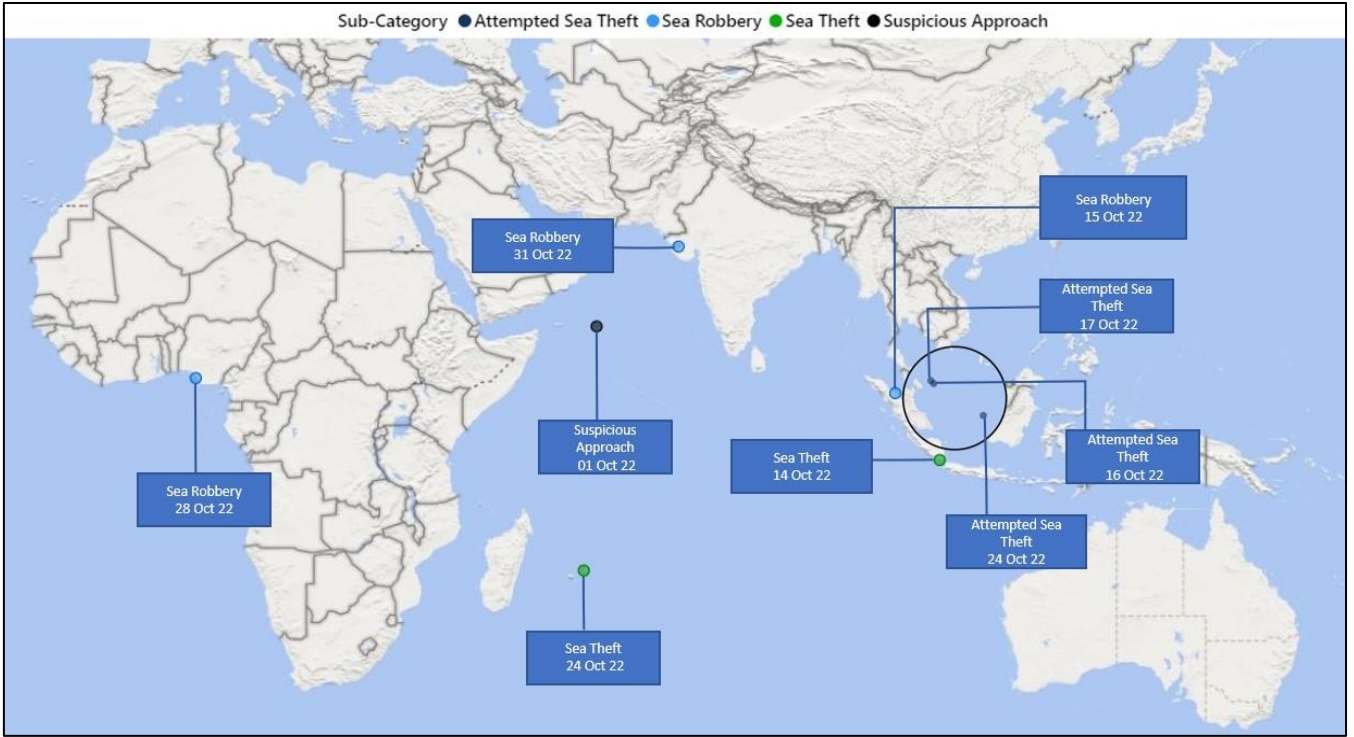 Sub-Category Attempted Sea Theft Sea Robbery Sea Theft Suspicious Approach
Sea Robbery
15 Oct 22
Sea Robbery
31 Oct 22
Attempted Sea
Theft
17 Oct 22
Suspicious
Approach
01 Oct 22
Attempted Sea
Theft
16 Oct 22
Sea Theft
14 Oct 22
Sea Robbery
28 Oct 22
Attempted Sea
Theft
24 Oct 22
Sea Theft
24 Oct 22